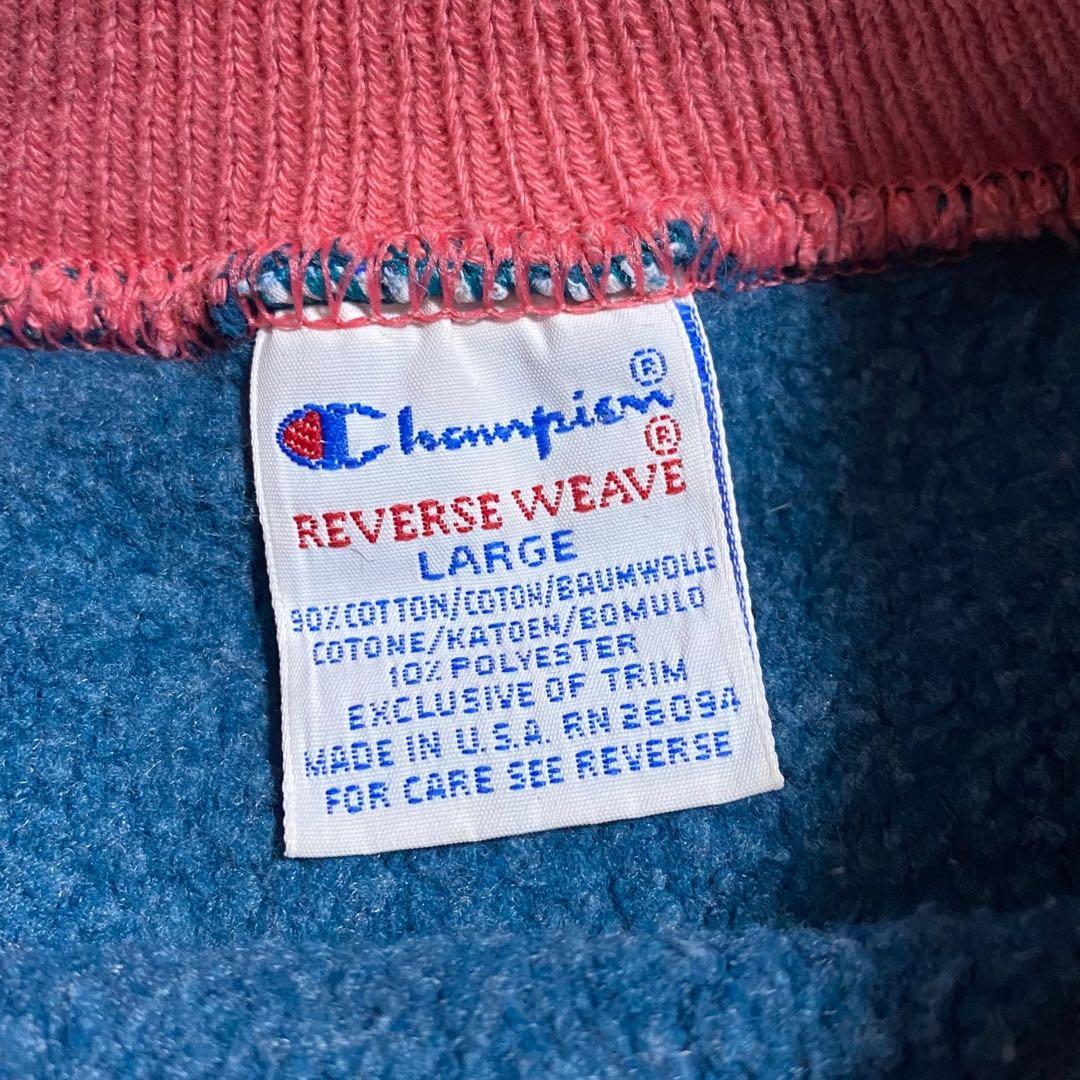 Champion®
REVERSE WEAVE®
LARGE
90% COTTON/COTON/BAUMWOLLE
COTONE/KATOEN/BOMULO
10% POLYESTER
EXCLUSIVE OF TRIM
MADE IN U.S.A. RN 26094
FOR CARE SEE REVERSE